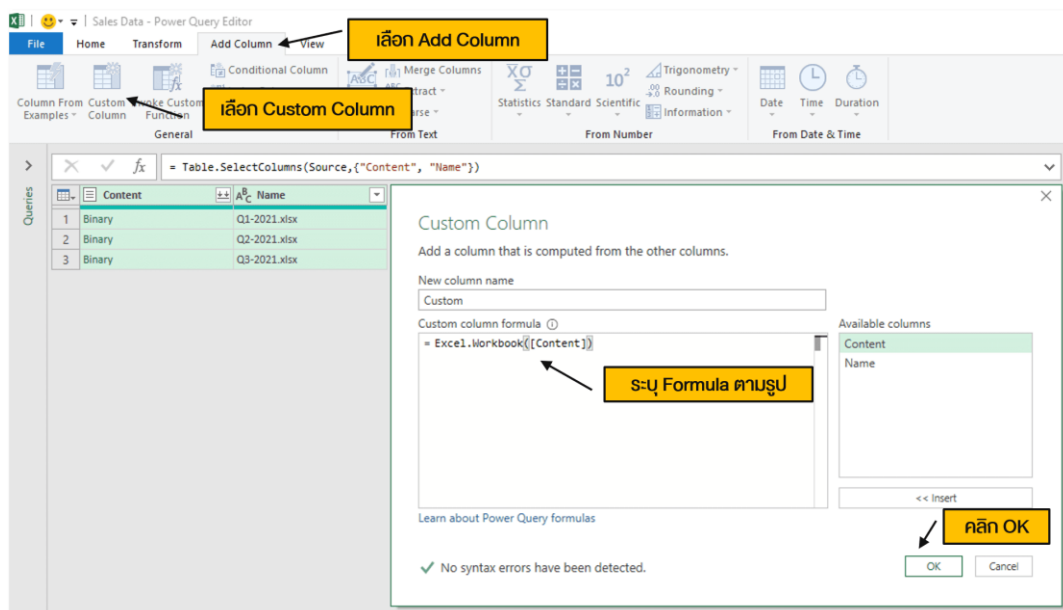 Sales Data - Power Query Editor
File Home Transform Add Column View
เลือก Add Column
Conditional Column
Merge Columns
Trigonometry
Rounding
Information
Column From Examples
Custom Column
Function
เลือก Custom Column
ABC
Statistics Standard Scientific
10²
Date Time Duration
General
From Text
From Number
From Date & Time
fx = Table.SelectColumns(Source,{"Content", "Name"})
Queries
Content ABC Name
1 Binary Q1-2021.xlsx
2 Binary Q2-2021.xlsx
3 Binary Q3-2021.xlsx
Custom Column
Add a column that is computed from the other columns.
New column name
Custom
Custom column formula
Available columns
= Excel.Workbook([Content])
Content
Name
ระบุ Formula ตามรูป
<< Insert
Learn about Power Query formulas
คลิก OK
No syntax errors have been detected.
OK Cancel